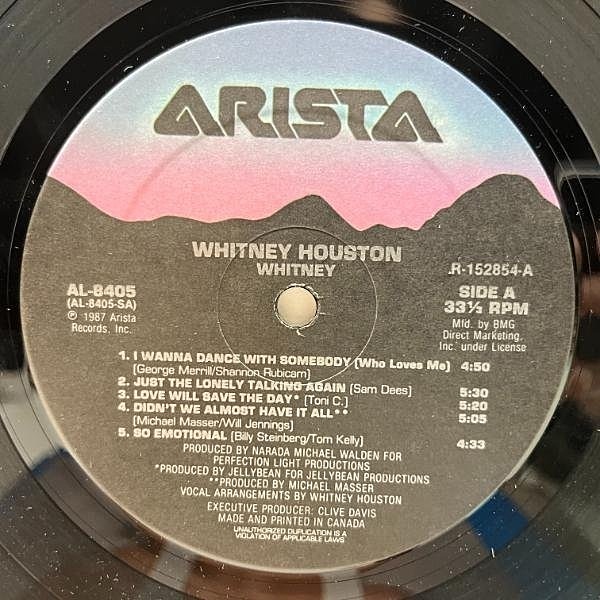 ARISTA
WHITNEY HOUSTON
WHITNEY
AL-8405
(AL-8405-SA)
℗ 1987 Arista
Records, Inc.
R-152854-A
SIDE A
33⅓ RPM
Mfd. by BMG
Direct Marketing,
Inc. under License
1. I WANNA DANCE WITH SOMEBODY (Who Loves Me) 4:50
[George Merrill/Shannon Rubicam]
2. JUST THE LONELY TALKING AGAIN [Sam Dees] 5:30
3. LOVE WILL SAVE THE DAY* [Toni C.] 5:20
4. DIDN'T WE ALMOST HAVE IT ALL** 5:05
[Michael Masser/Will Jennings]
5. SO EMOTIONAL [Billy Steinberg/Tom Kelly] 4:33
PRODUCED BY NARADA MICHAEL WALDEN FOR
PERFECTION LIGHT PRODUCTIONS
*PRODUCED BY JELLYBEAN FOR JELLYBEAN PRODUCTIONS
**PRODUCED BY MICHAEL MASSER
VOCAL ARRANGEMENTS BY WHITNEY HOUSTON
EXECUTIVE PRODUCER: CLIVE DAVIS
MADE AND PRINTED IN CANADA
UNAUTHORIZED DUPLICATION IS A
VIOLATION OF APPLICABLE LAWS